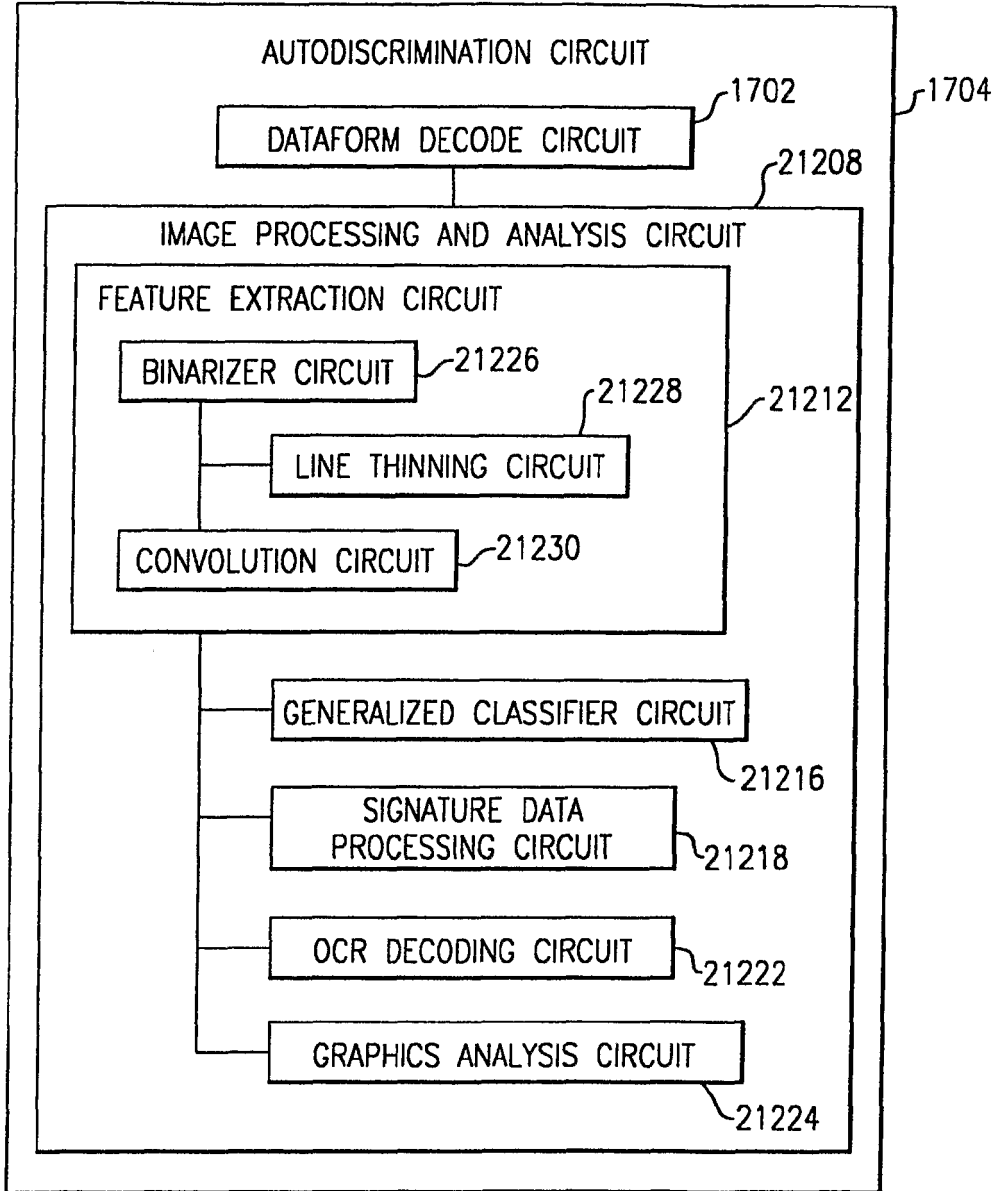 AUTODISCRIMINATION CIRCUIT
1702
1704
DATAFORM DECODE CIRCUIT
21208
IMAGE PROCESSING AND ANALYSIS CIRCUIT
FEATURE EXTRACTION CIRCUIT
BINARIZER CIRCUIT
21226
21228
21212
LINE THINNING CIRCUIT
CONVOLUTION CIRCUIT
21230
GENERALIZED CLASSIFIER CIRCUIT
21216
SIGNATURE DATA
PROCESSING CIRCUIT
21218
OCR DECODING CIRCUIT
21222
GRAPHICS ANALYSIS CIRCUIT
21224